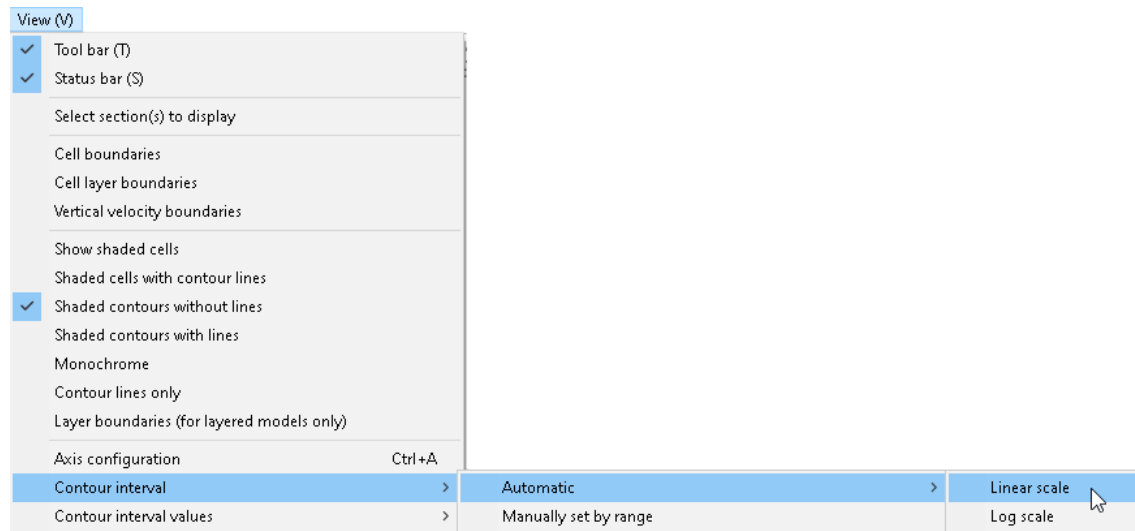 View (V)
Tool bar (T)
Status bar (S)
Select section(s) to display
Cell boundaries
Cell layer boundaries
Vertical velocity boundaries
Show shaded cells
Shaded cells with contour lines
Shaded contours without lines
Shaded contours with lines
Monochrome
Contour lines only
Layer boundaries (for layered models only)
Axis configuration Ctrl+A
Contour interval > Automatic > Linear scale
Contour interval values > Manually set by range Log scale